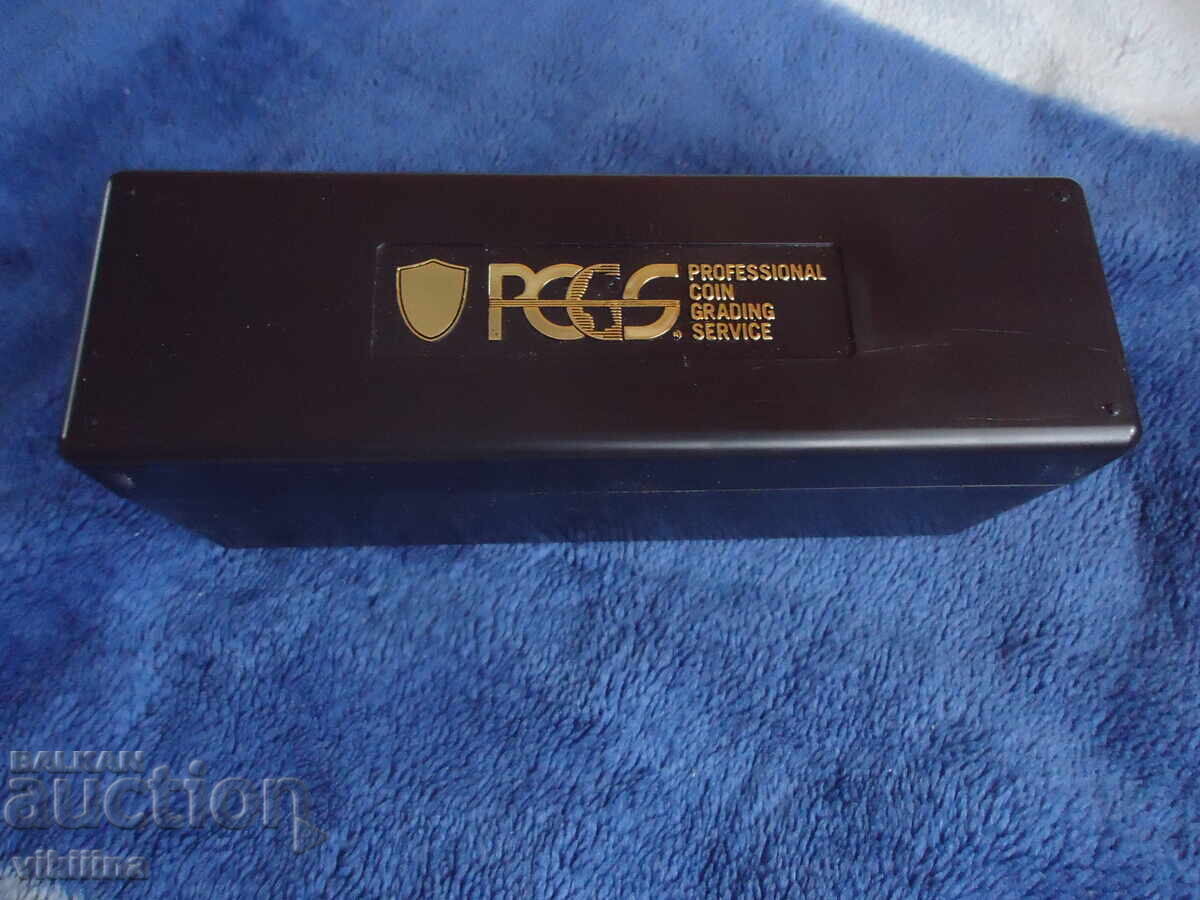 PCGS
PROFESSIONAL
COIN
GRADING
SERVICE
BALKAN
auction
vikiiina